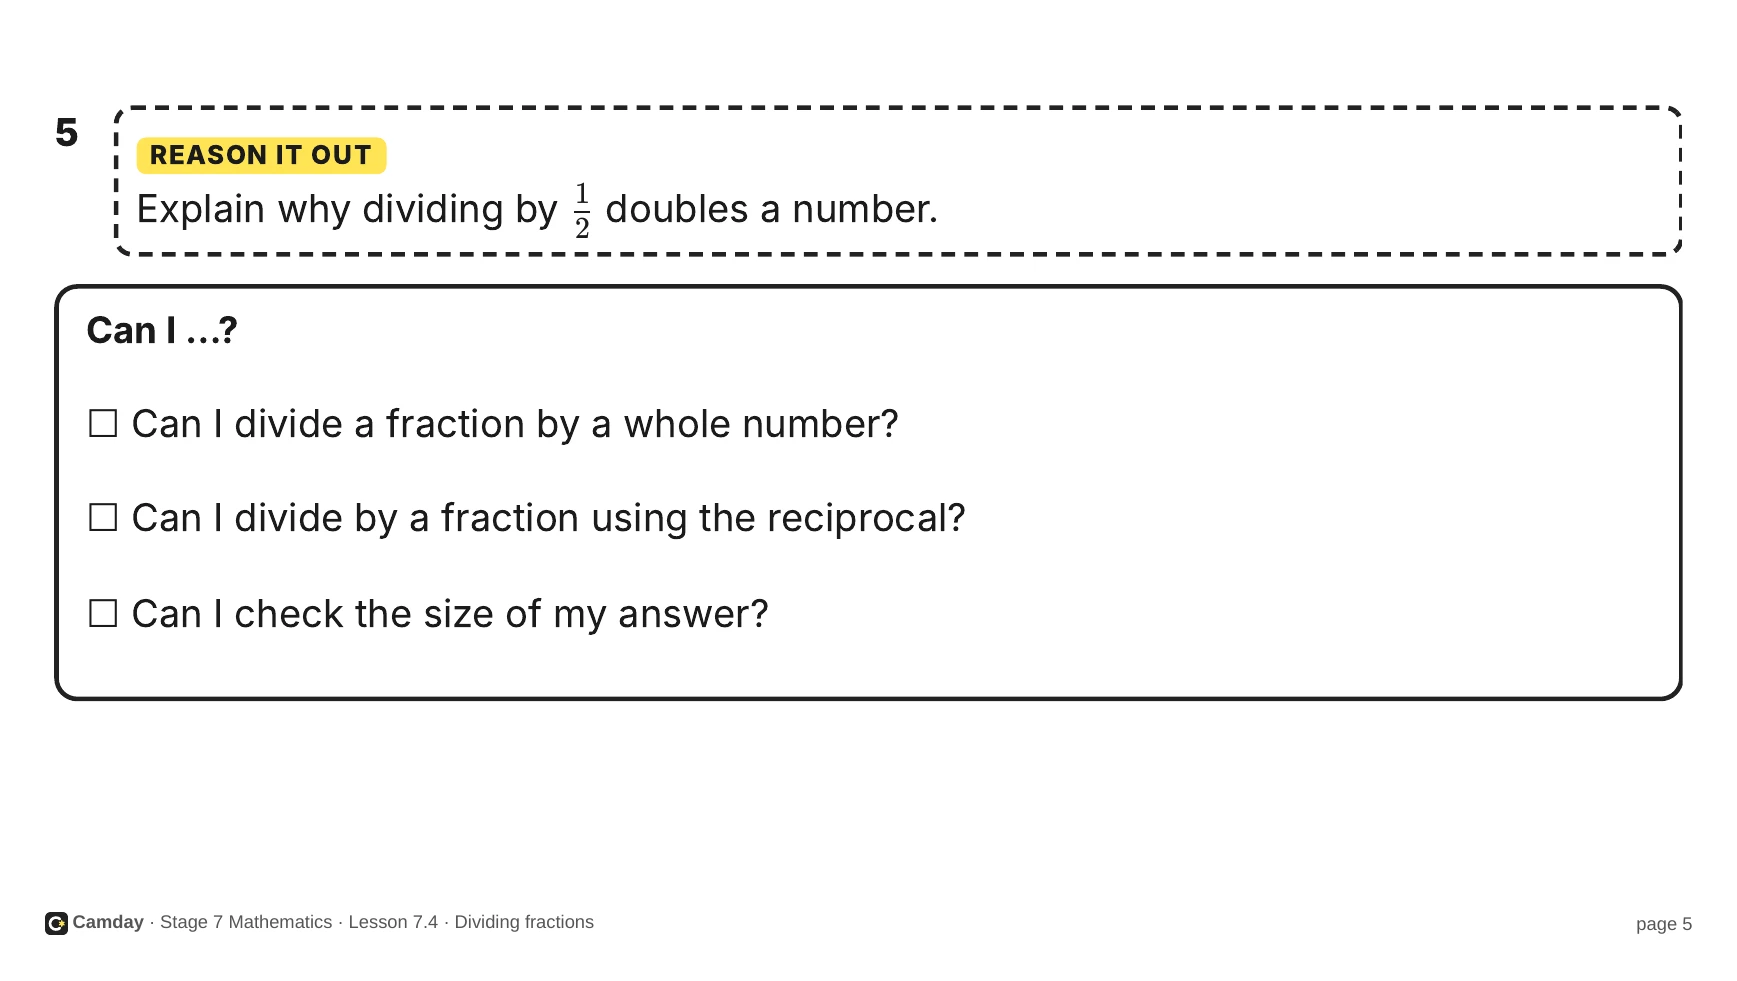 5
REASON IT OUT
Explain why dividing by 1/2 doubles a number.
Can I …?
☐ Can I divide a fraction by a whole number?
☐ Can I divide by a fraction using the reciprocal?
☐ Can I check the size of my answer?
Camday · Stage 7 Mathematics · Lesson 7.4 · Dividing fractions
page 5